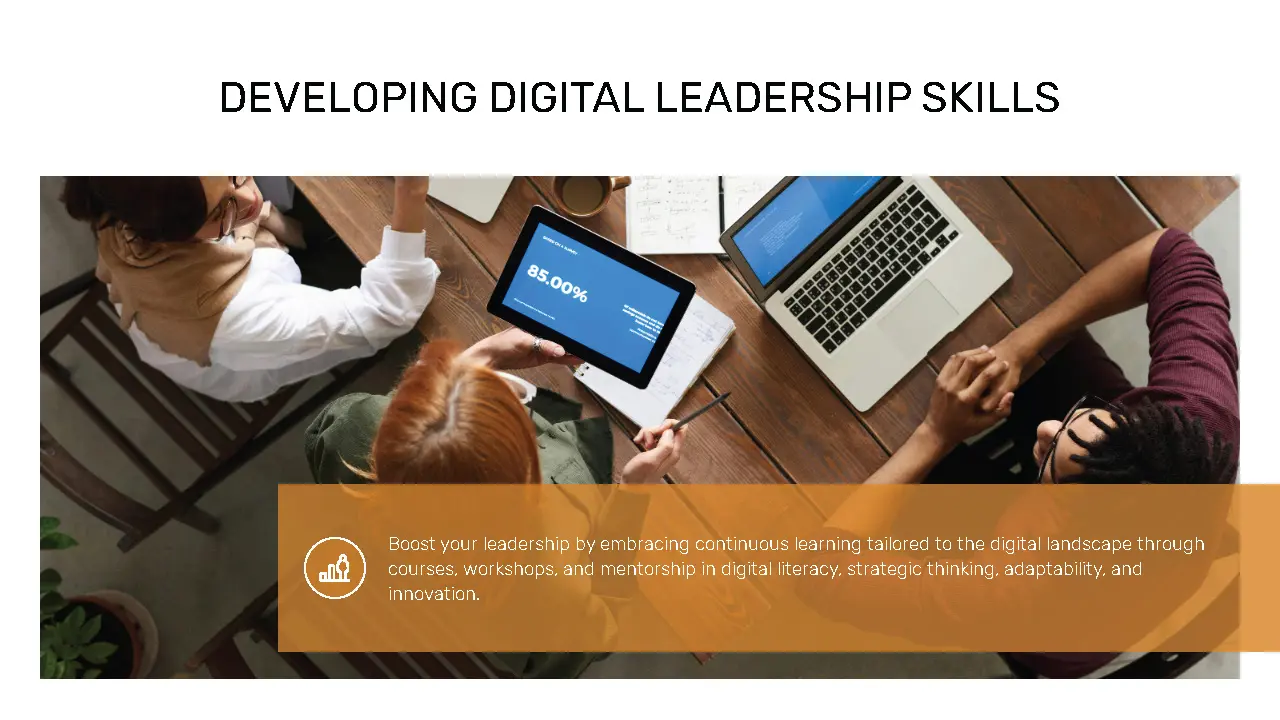 DEVELOPING DIGITAL LEADERSHIP SKILLS
85.00%
Boost your leadership by embracing continuous learning tailored to the digital landscape through
courses, workshops, and mentorship in digital literacy, strategic thinking, adaptability, and
innovation.